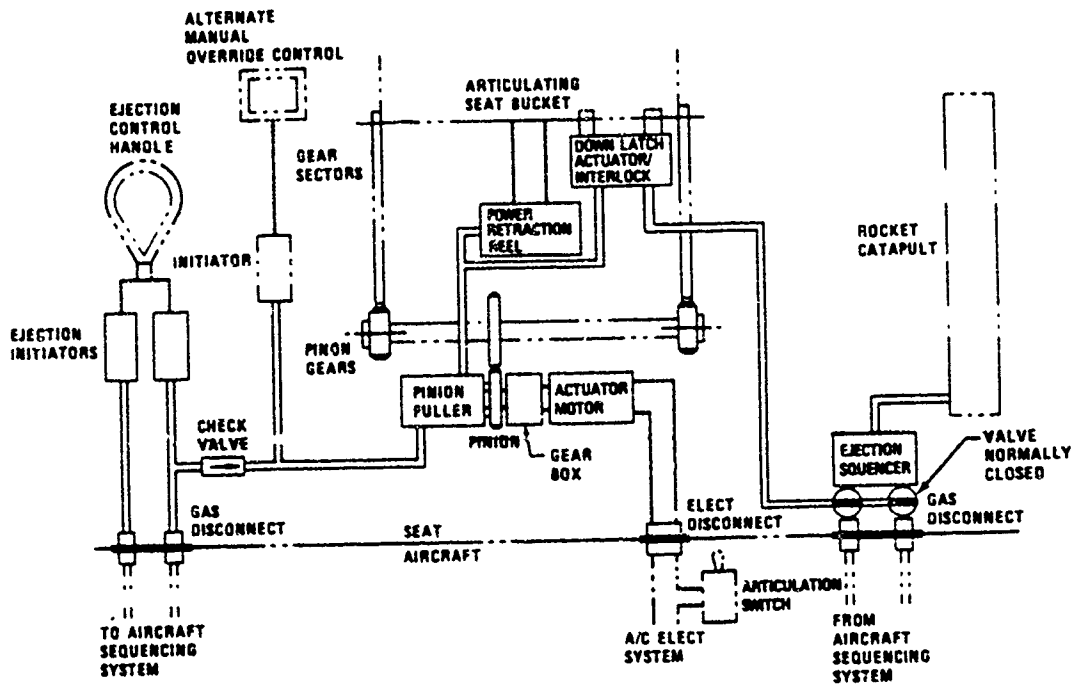 ALTERNATE
MANUAL
OVERRIDE CONTROL
EJECTION
CONTROL
HANDLE
ARTICULATING
SEAT BUCKET
GEAR
SECTORS
DOWN LATCH
ACTUATOR/
INTERLOCK
POWER
RETRACTION
REEL
ROCKET
CATAPULT
INITIATOR
EJECTION
INITIATORS
PINON
GEARS
PINION
PULLER
ACTUATOR
MOTOR
PINION
GEAR
BOX
CHECK
VALVE
EJECTION
SQUENCER
VALVE
NORMALLY
CLOSED
GAS
DISCONNECT
ELECT
DISCONNECT
GAS
DISCONNECT
SEAT
AIRCRAFT
ARTICULATION
SWITCH
TO AIRCRAFT
SEQUENCING
SYSTEM
A/C ELECT
SYSTEM
FROM
AIRCRAFT
SEQUENCING
SYSTEM